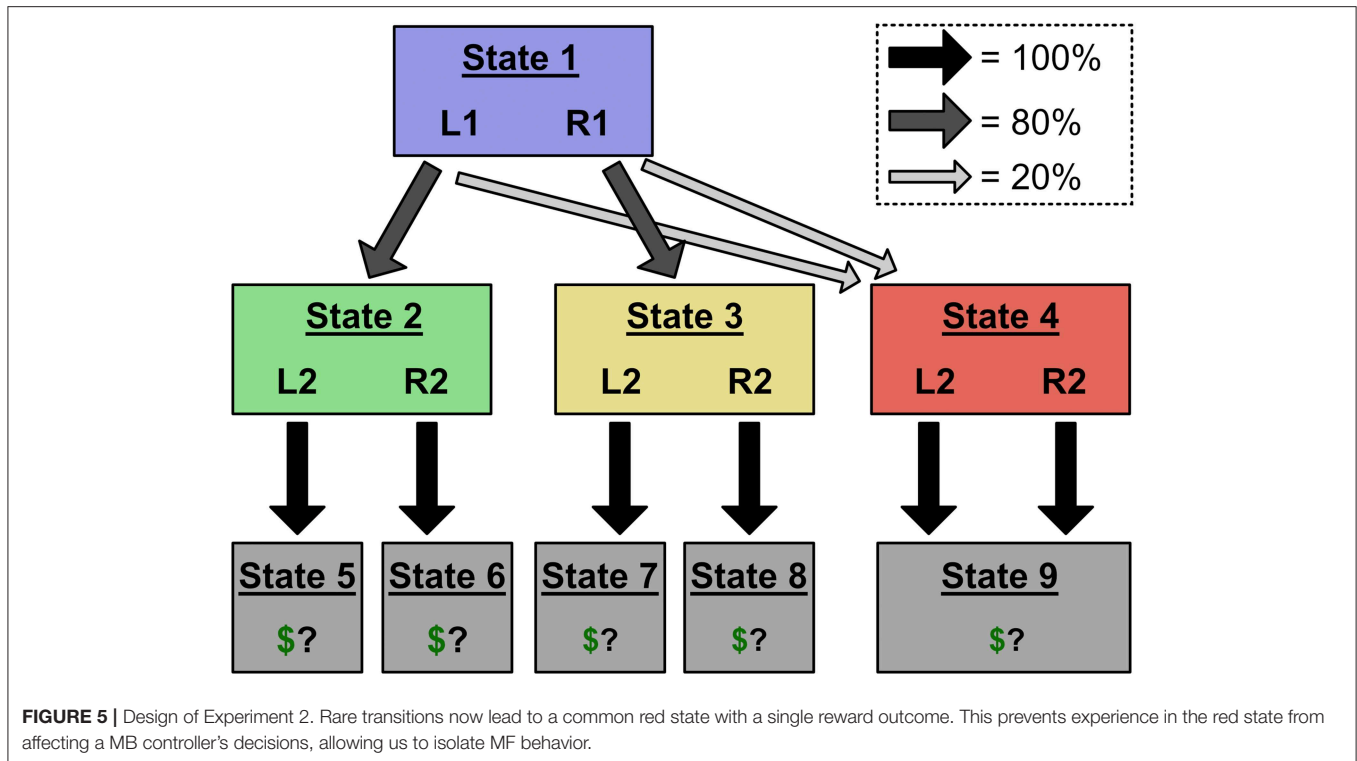 State 1
L1 R1
= 100%
= 80%
= 20%
State 2
L2 R2
State 3
L2 R2
State 4
L2 R2
State 5
$?
State 6
$?
State 7
$?
State 8
$?
State 9
$?
FIGURE 5 | Design of Experiment 2. Rare transitions now lead to a common red state with a single reward outcome. This prevents experience in the red state from
affecting a MB controller's decisions, allowing us to isolate MF behavior.